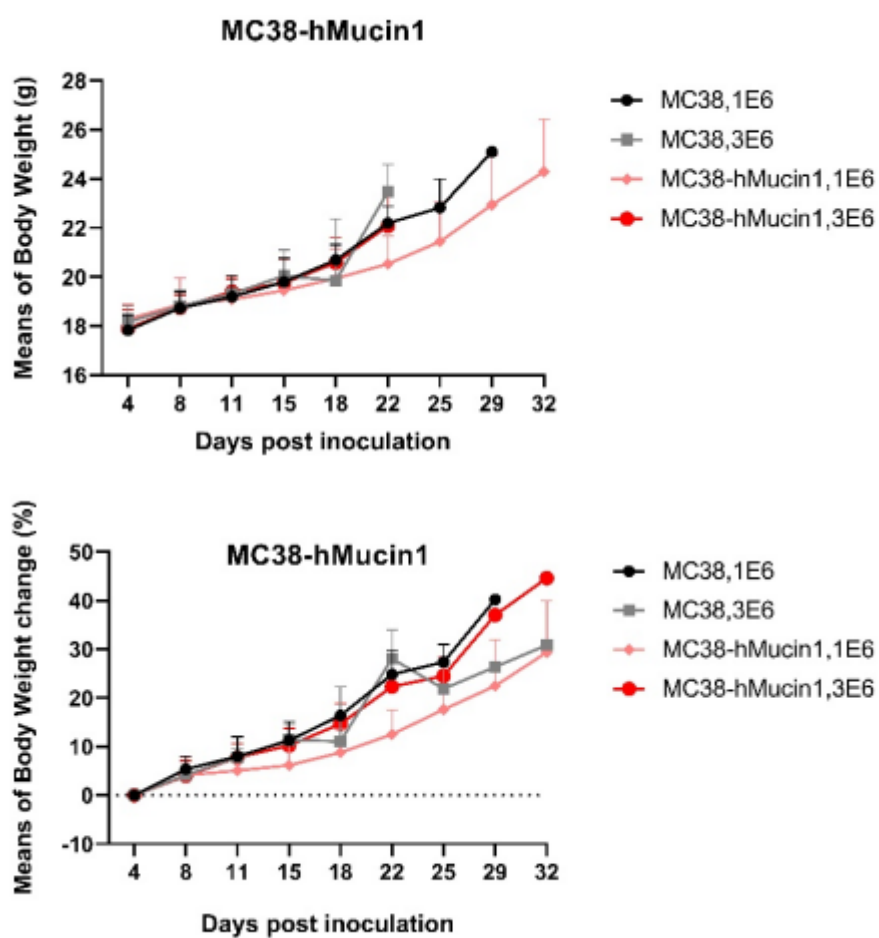 MC38-hMucin1
Means of Body Weight (g)
28
26
24
22
20
18
16
4 8 11 15 18 22 25 29 32
Days post inoculation
MC38,1E6
MC38,3E6
MC38-hMucin1,1E6
MC38-hMucin1,3E6
MC38-hMucin1
Means of Body Weight change (%)
50
40
30
20
10
0
-10
4 8 11 15 18 22 25 29 32
Days post inoculation
MC38,1E6
MC38,3E6
MC38-hMucin1,1E6
MC38-hMucin1,3E6